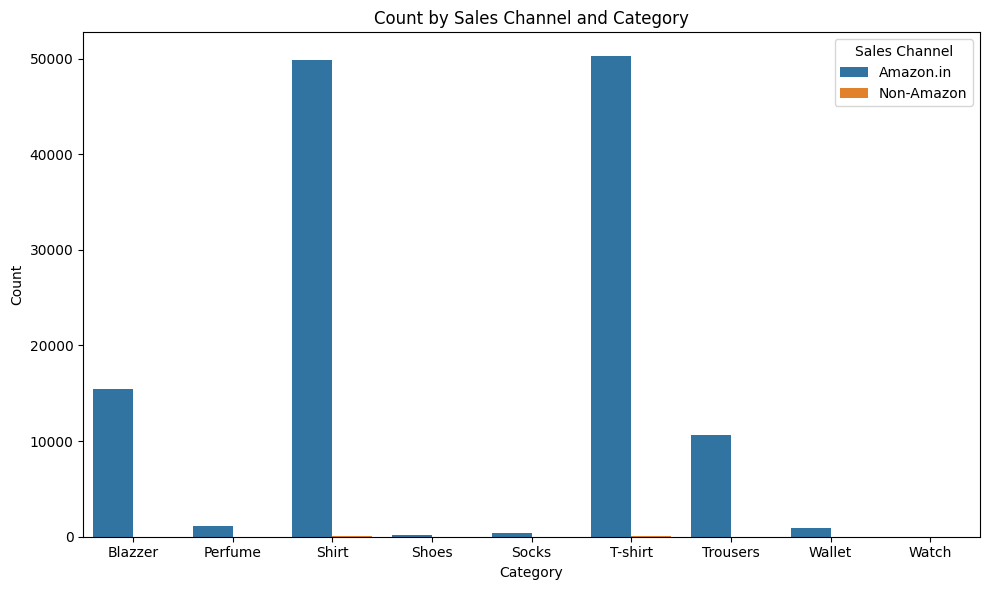 Count by Sales Channel and Category
Sales Channel
Amazon.in
Non-Amazon
50000
40000
30000
20000
10000
0
Count
Blazzer Perfume Shirt Shoes Socks T-shirt Trousers Wallet Watch
Category